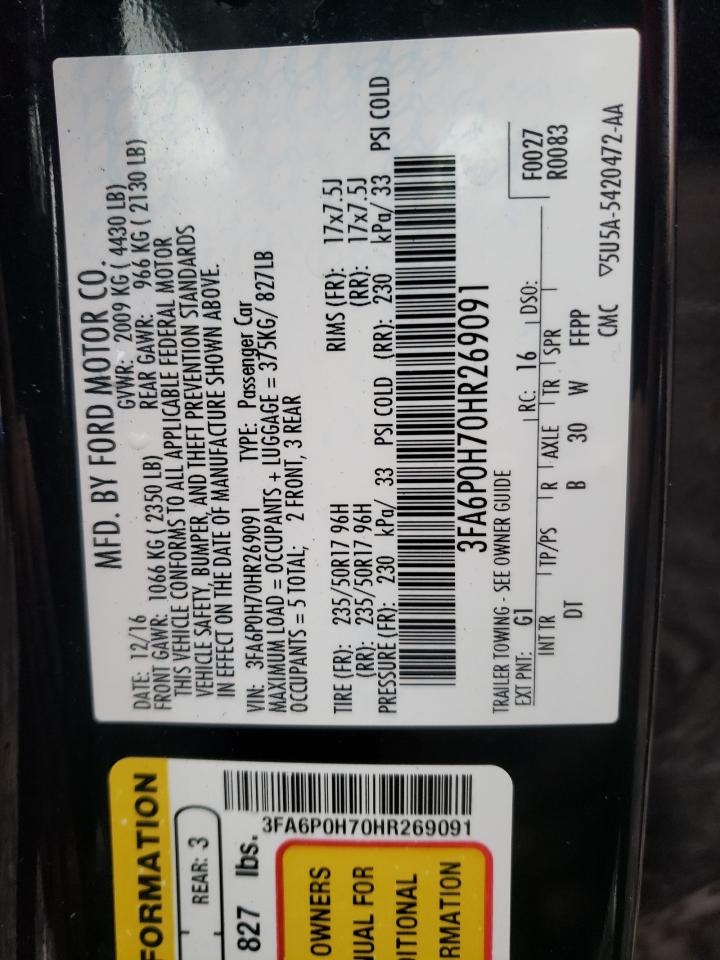 MFD. BY FORD MOTOR CO.
DATE: 12/16 GVWR: 2009 KG ( 4430 LB)
FRONT GAWR: 1066 KG ( 2350 LB) REAR GAWR: 966 KG ( 2130 LB)
THIS VEHICLE CONFORMS TO ALL APPLICABLE FEDERAL MOTOR
VEHICLE SAFETY, BUMPER, AND THEFT PREVENTION STANDARDS
IN EFFECT ON THE DATE OF MANUFACTURE SHOWN ABOVE.
VIN: 3FA6P0H70HR269091 TYPE: Passenger Car
MAXIMUM LOAD = OCCUPANTS + LUGGAGE = 375KG/ 827LB
OCCUPANTS = 5 TOTAL; 2 FRONT, 3 REAR
TIRE (FR): 235/50R17 96H RIMS (FR): 17x7.5J
(RR): 235/50R17 96H (RR): 17x7.5J
PRESSURE (FR): 230 kPa/ 33 PSI COLD (RR): 230 kPa/ 33 PSI COLD
3FA6P0H70HR269091
TRAILER TOWING - SEE OWNER GUIDE
EXT PNT: G1 RC: 16 DSO: F0027
R0083
INT TR TP/PS R AXLE TR SPR
DT B 30 W FFPP
CMC ▽5U5A-5420472-AA
FORMATION
REAR: 3
827 lbs.
3FA6P0H70HR269091
OWNERS
UAL FOR
ITIONAL
RMATION